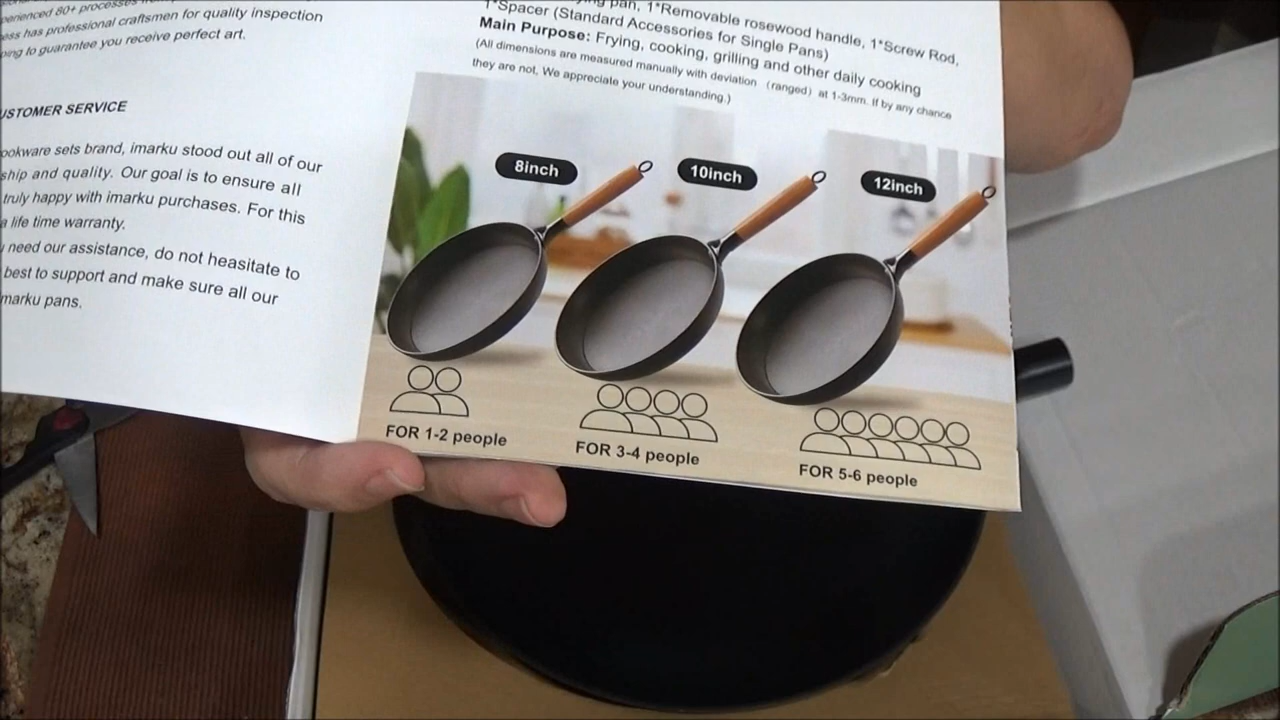 80+ processes
has professional craftsmen for quality inspection
to guarantee you receive perfect art.
CUSTOMER SERVICE
cookware sets brand, imarku stood out all of our
ship and quality. Our goal is to ensure all
truly happy with imarku purchases. For this
a life time warranty.
need our assistance, do not heasitate to
best to support and make sure all our
imarku pans.
pan, 1*Removable rosewood handle, 1*Screw Rod,
1*Spacer (Standard Accessories for Single Pans)
Main Purpose: Frying, cooking, grilling and other daily cooking
(All dimensions are measured manually with deviation (ranged) at 1-3mm. If by any chance
they are not, We appreciate your understanding.)
8inch
10inch
12inch
FOR 1-2 people
FOR 3-4 people
FOR 5-6 people